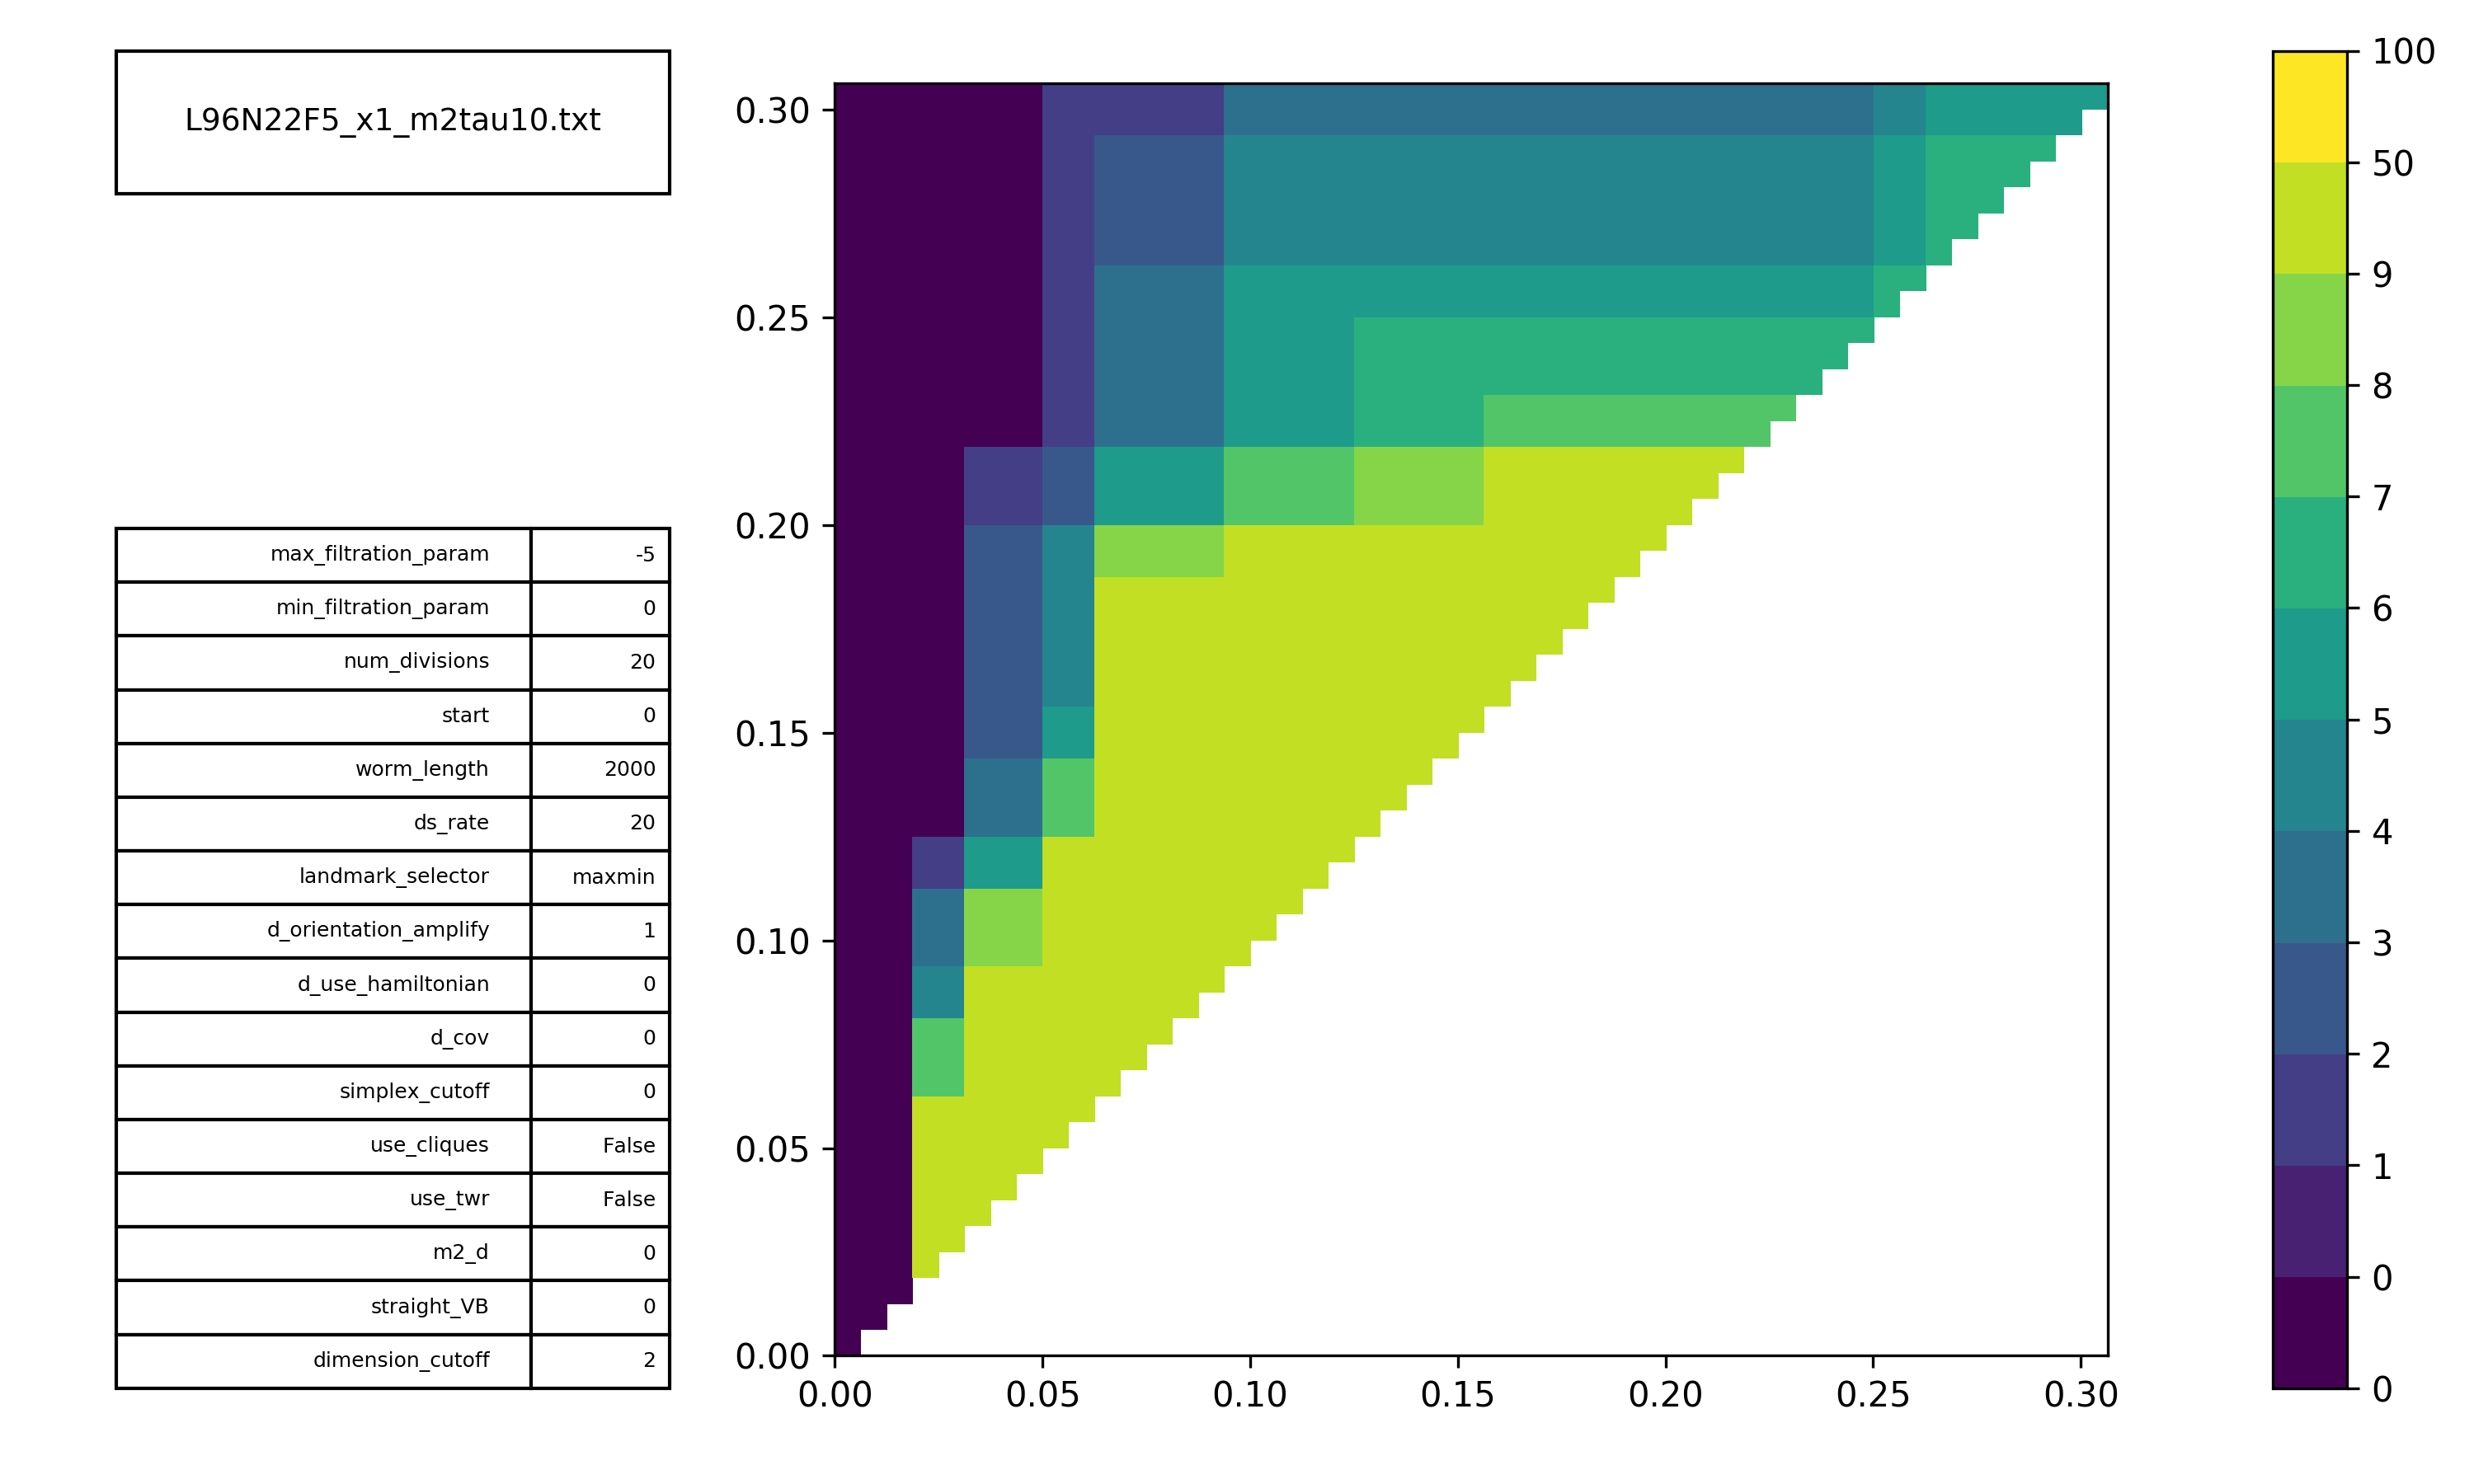 L96N22F5_x1_m2tau10.txt
max_filtration_param -5
min_filtration_param 0
num_divisions 20
start 0
worm_length 2000
ds_rate 20
landmark_selector maxmin
d_orientation_amplify 1
d_use_hamiltonian 0
d_cov 0
simplex_cutoff 0
use_cliques False
use_twr False
m2_d 0
straight_VB 0
dimension_cutoff 2
0.30
0.25
0.20
0.15
0.10
0.05
0.00
0.00 0.05 0.10 0.15 0.20 0.25 0.30
100
50
9
8
7
6
5
4
3
2
1
0
0